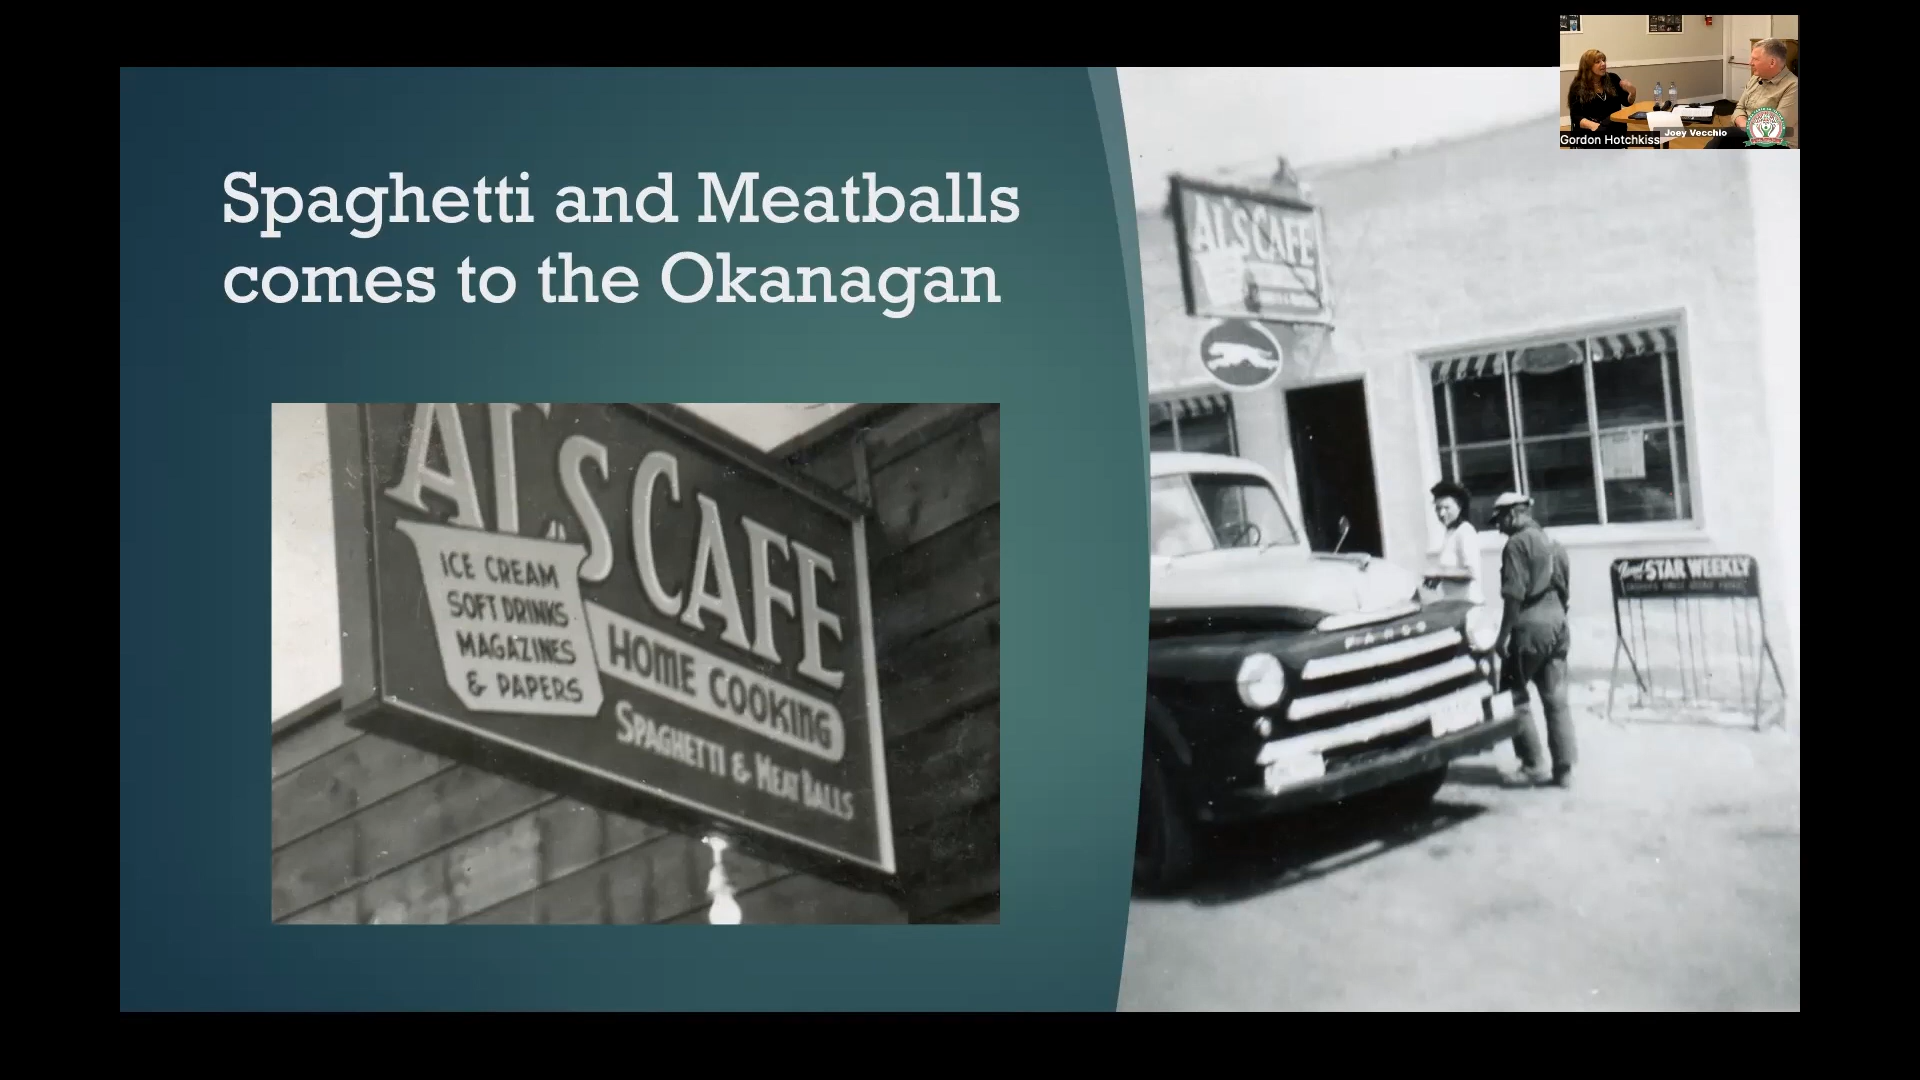 Spaghetti and Meatballs
comes to the Okanagan
AL'S CAFE
ICE CREAM
SOFT DRINKS
MAGAZINES
& PAPERS
HOME COOKING
SPAGHETTI & MEAT BALLS
AL'S CAFE
FARGO
STAR WEEKLY
Gordon Hotchkiss
Joey Vecchio